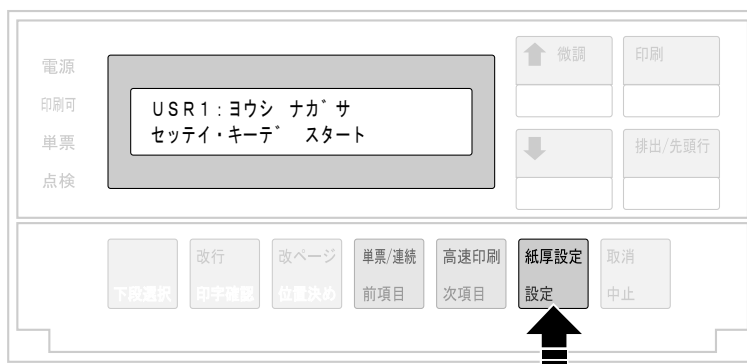 電源
印刷可
単票
点検
USR1:ヨウシ ナガサ
セッテイ・キーデ スタート
微調
印刷
排出/先頭行
下段選択
改行
印字確認
改ページ
位置決め
単票/連続
前項目
高速印刷
次項目
紙厚設定
設定
取消
中止